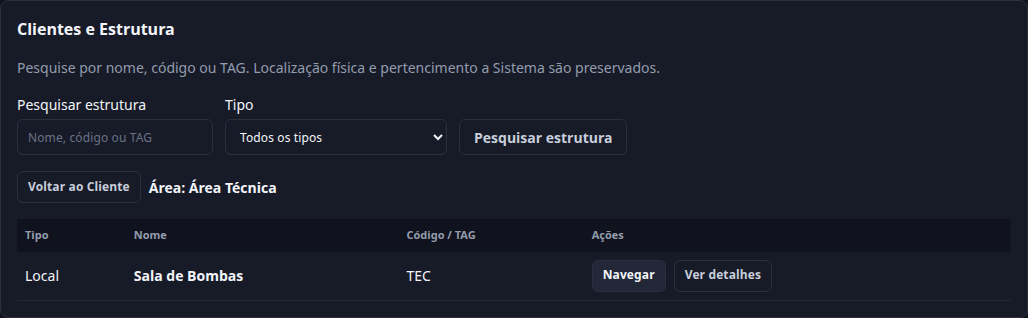 Clientes e Estrutura
Pesquise por nome, código ou TAG. Localização física e pertencimento a Sistema são preservados.
Pesquisar estrutura Tipo
Nome, código ou TAG Todos os tipos Pesquisar estrutura
Voltar ao Cliente Área: Área Técnica
Tipo Nome Código / TAG Ações
Local Sala de Bombas TEC Navegar Ver detalhes